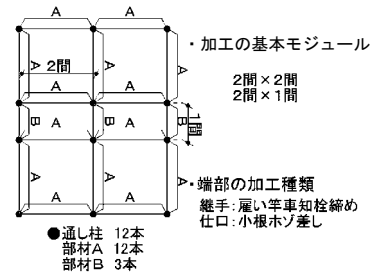 A A
・加工の基本モジュール
A 2間 A A
2間×2間
2間×1間
A A
B A B A B 1間
A A
A A A
・端部の加工種類
継手：雇い竿車知栓締め
仕口：小根ホゾ差し
A A
●通し柱 12本
部材A 12本
部材B 3本